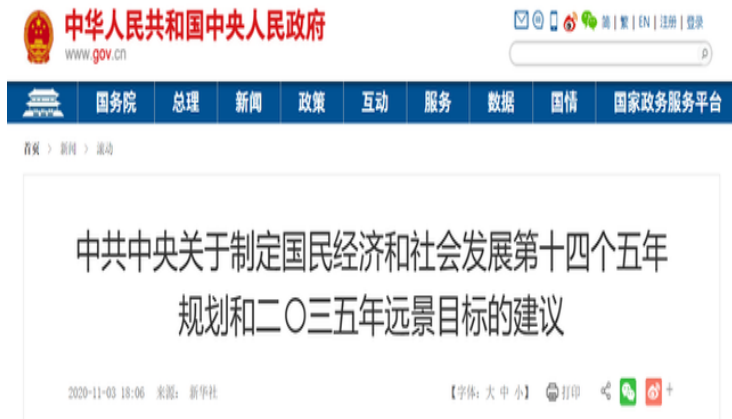 中华人民共和国中央人民政府
www.gov.cn
简 | 繁 | EN | 注册 | 登录
国务院 总理 新闻 政策 互动 服务 数据 国情 国家政务服务平台
首页 > 新闻 > 滚动
中共中央关于制定国民经济和社会发展第十四个五年
规划和二〇三五年远景目标的建议
2020-11-03 18:06 来源: 新华社 【字体: 大 中 小】 打印